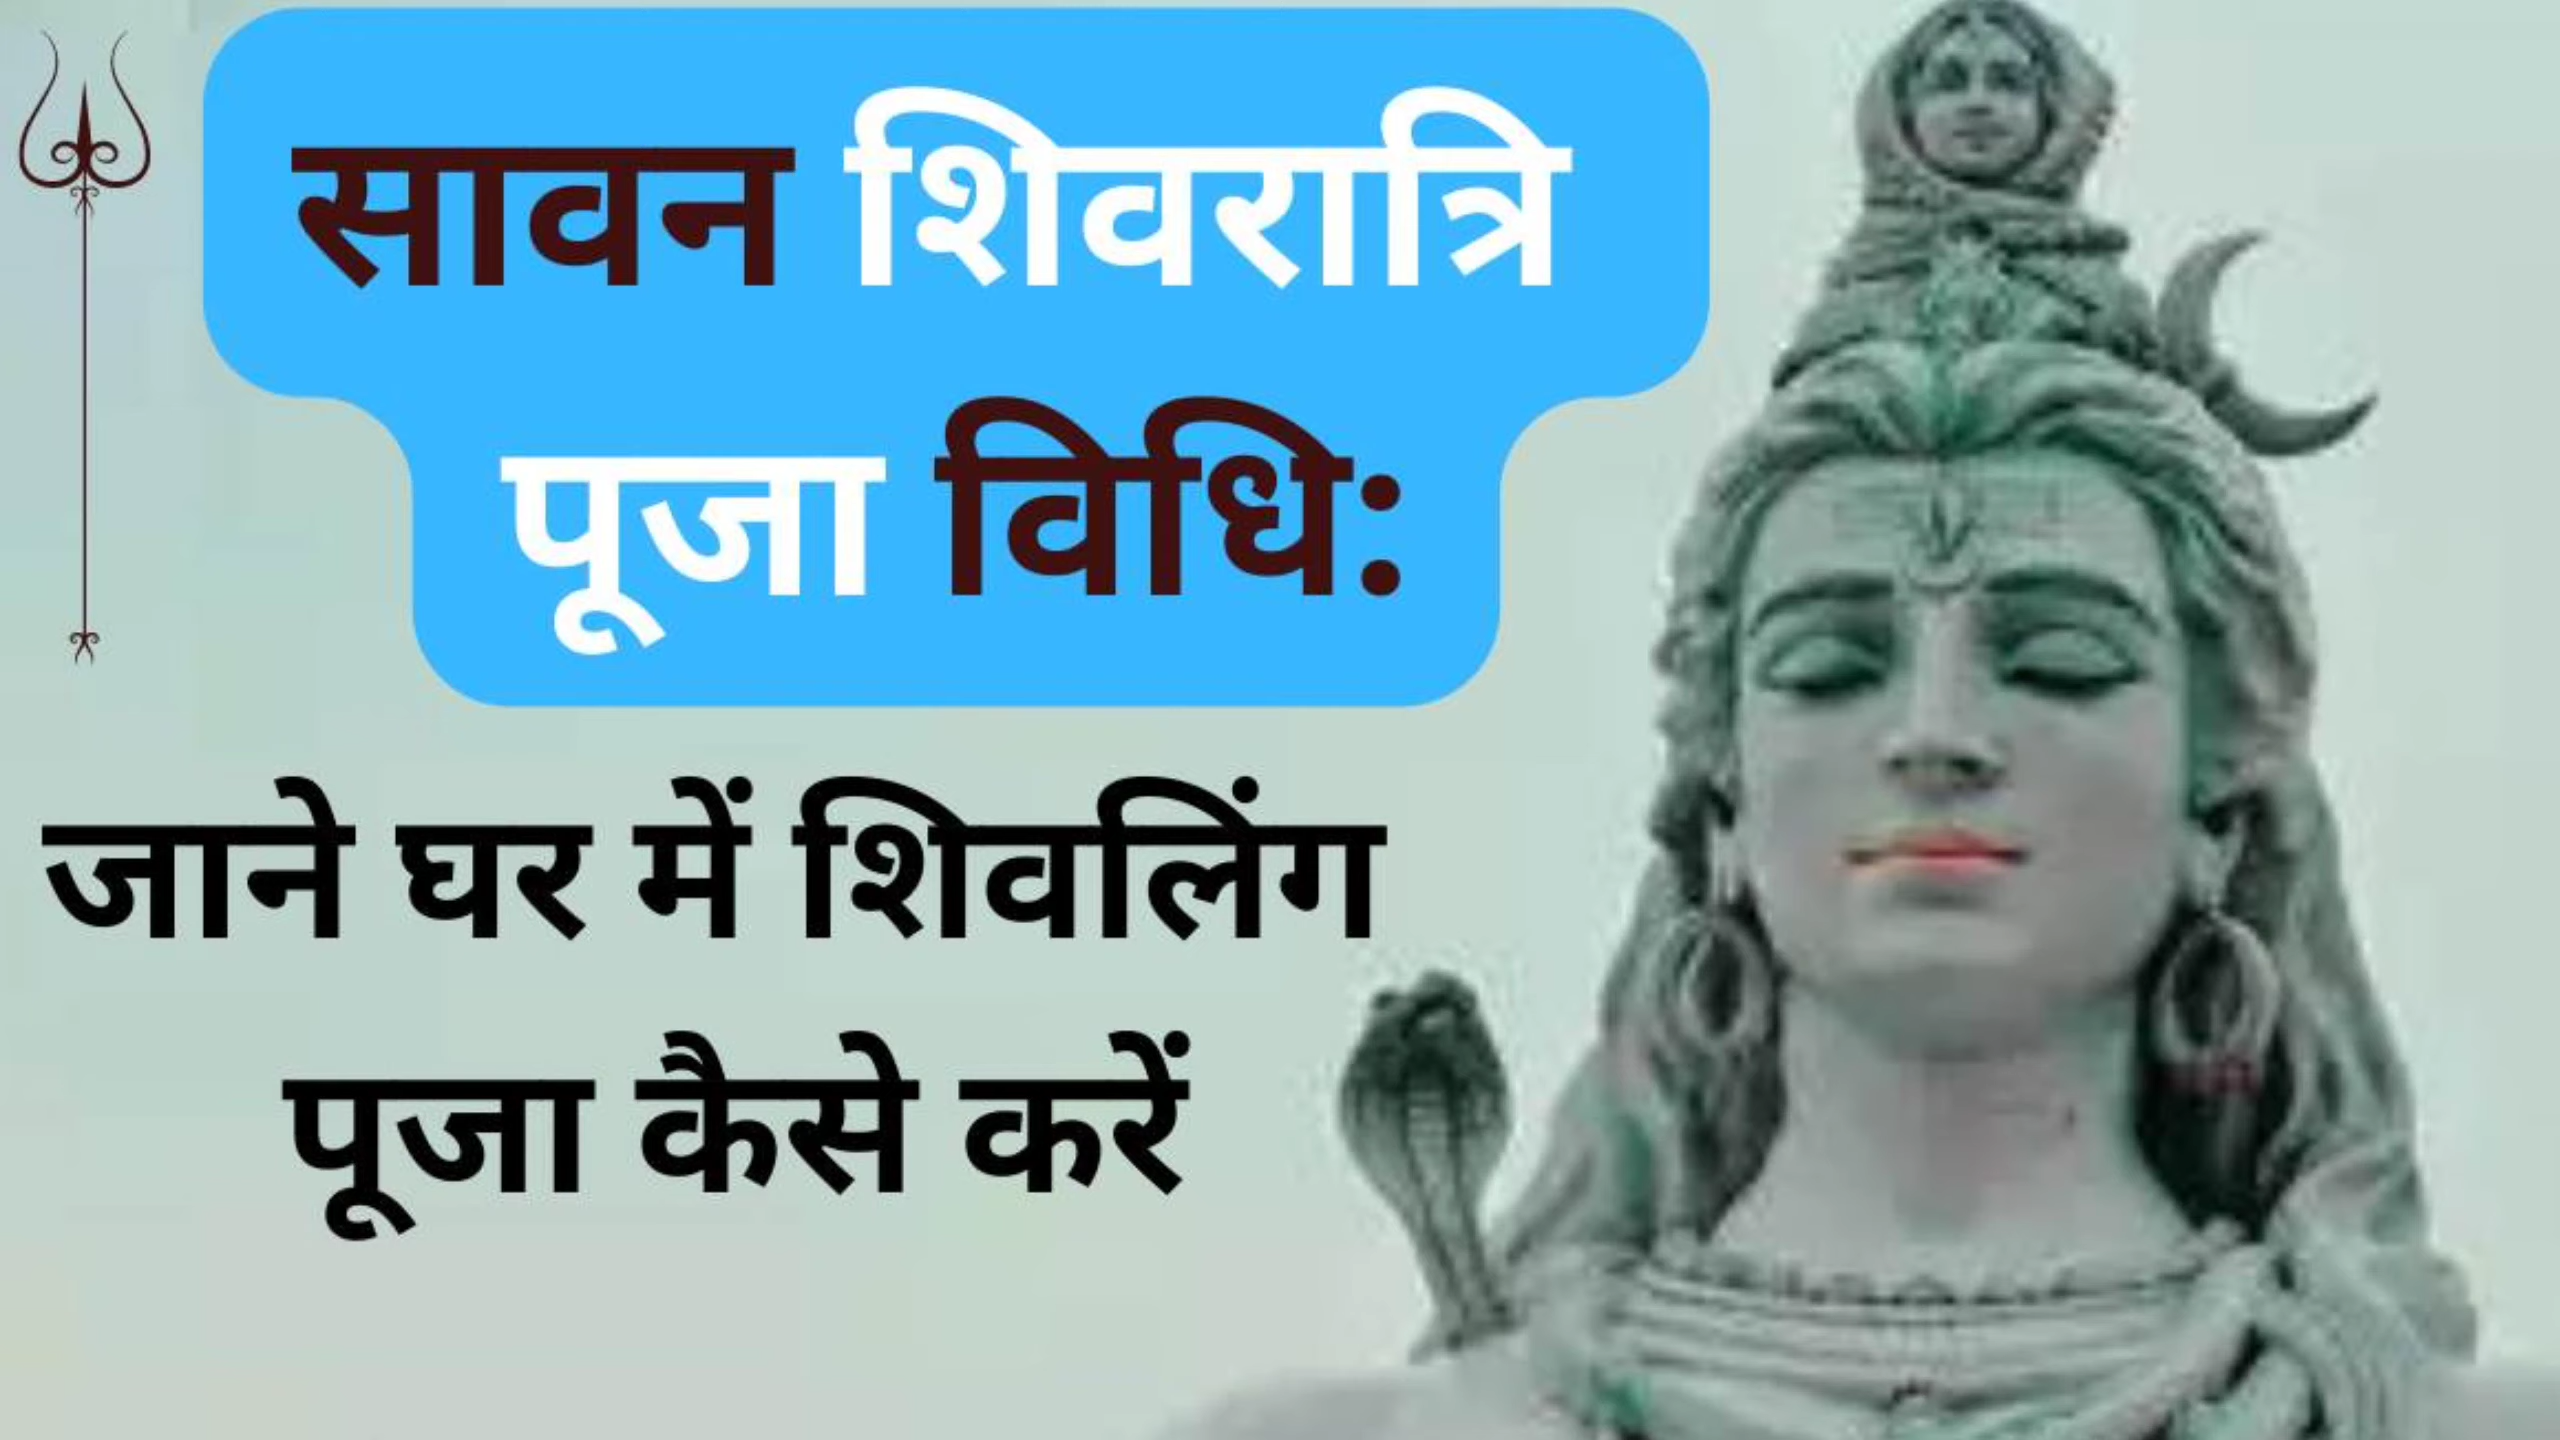 सावन शिवरात्रि
पूजा विधि:
जाने घर में शिवलिंग
पूजा कैसे करें